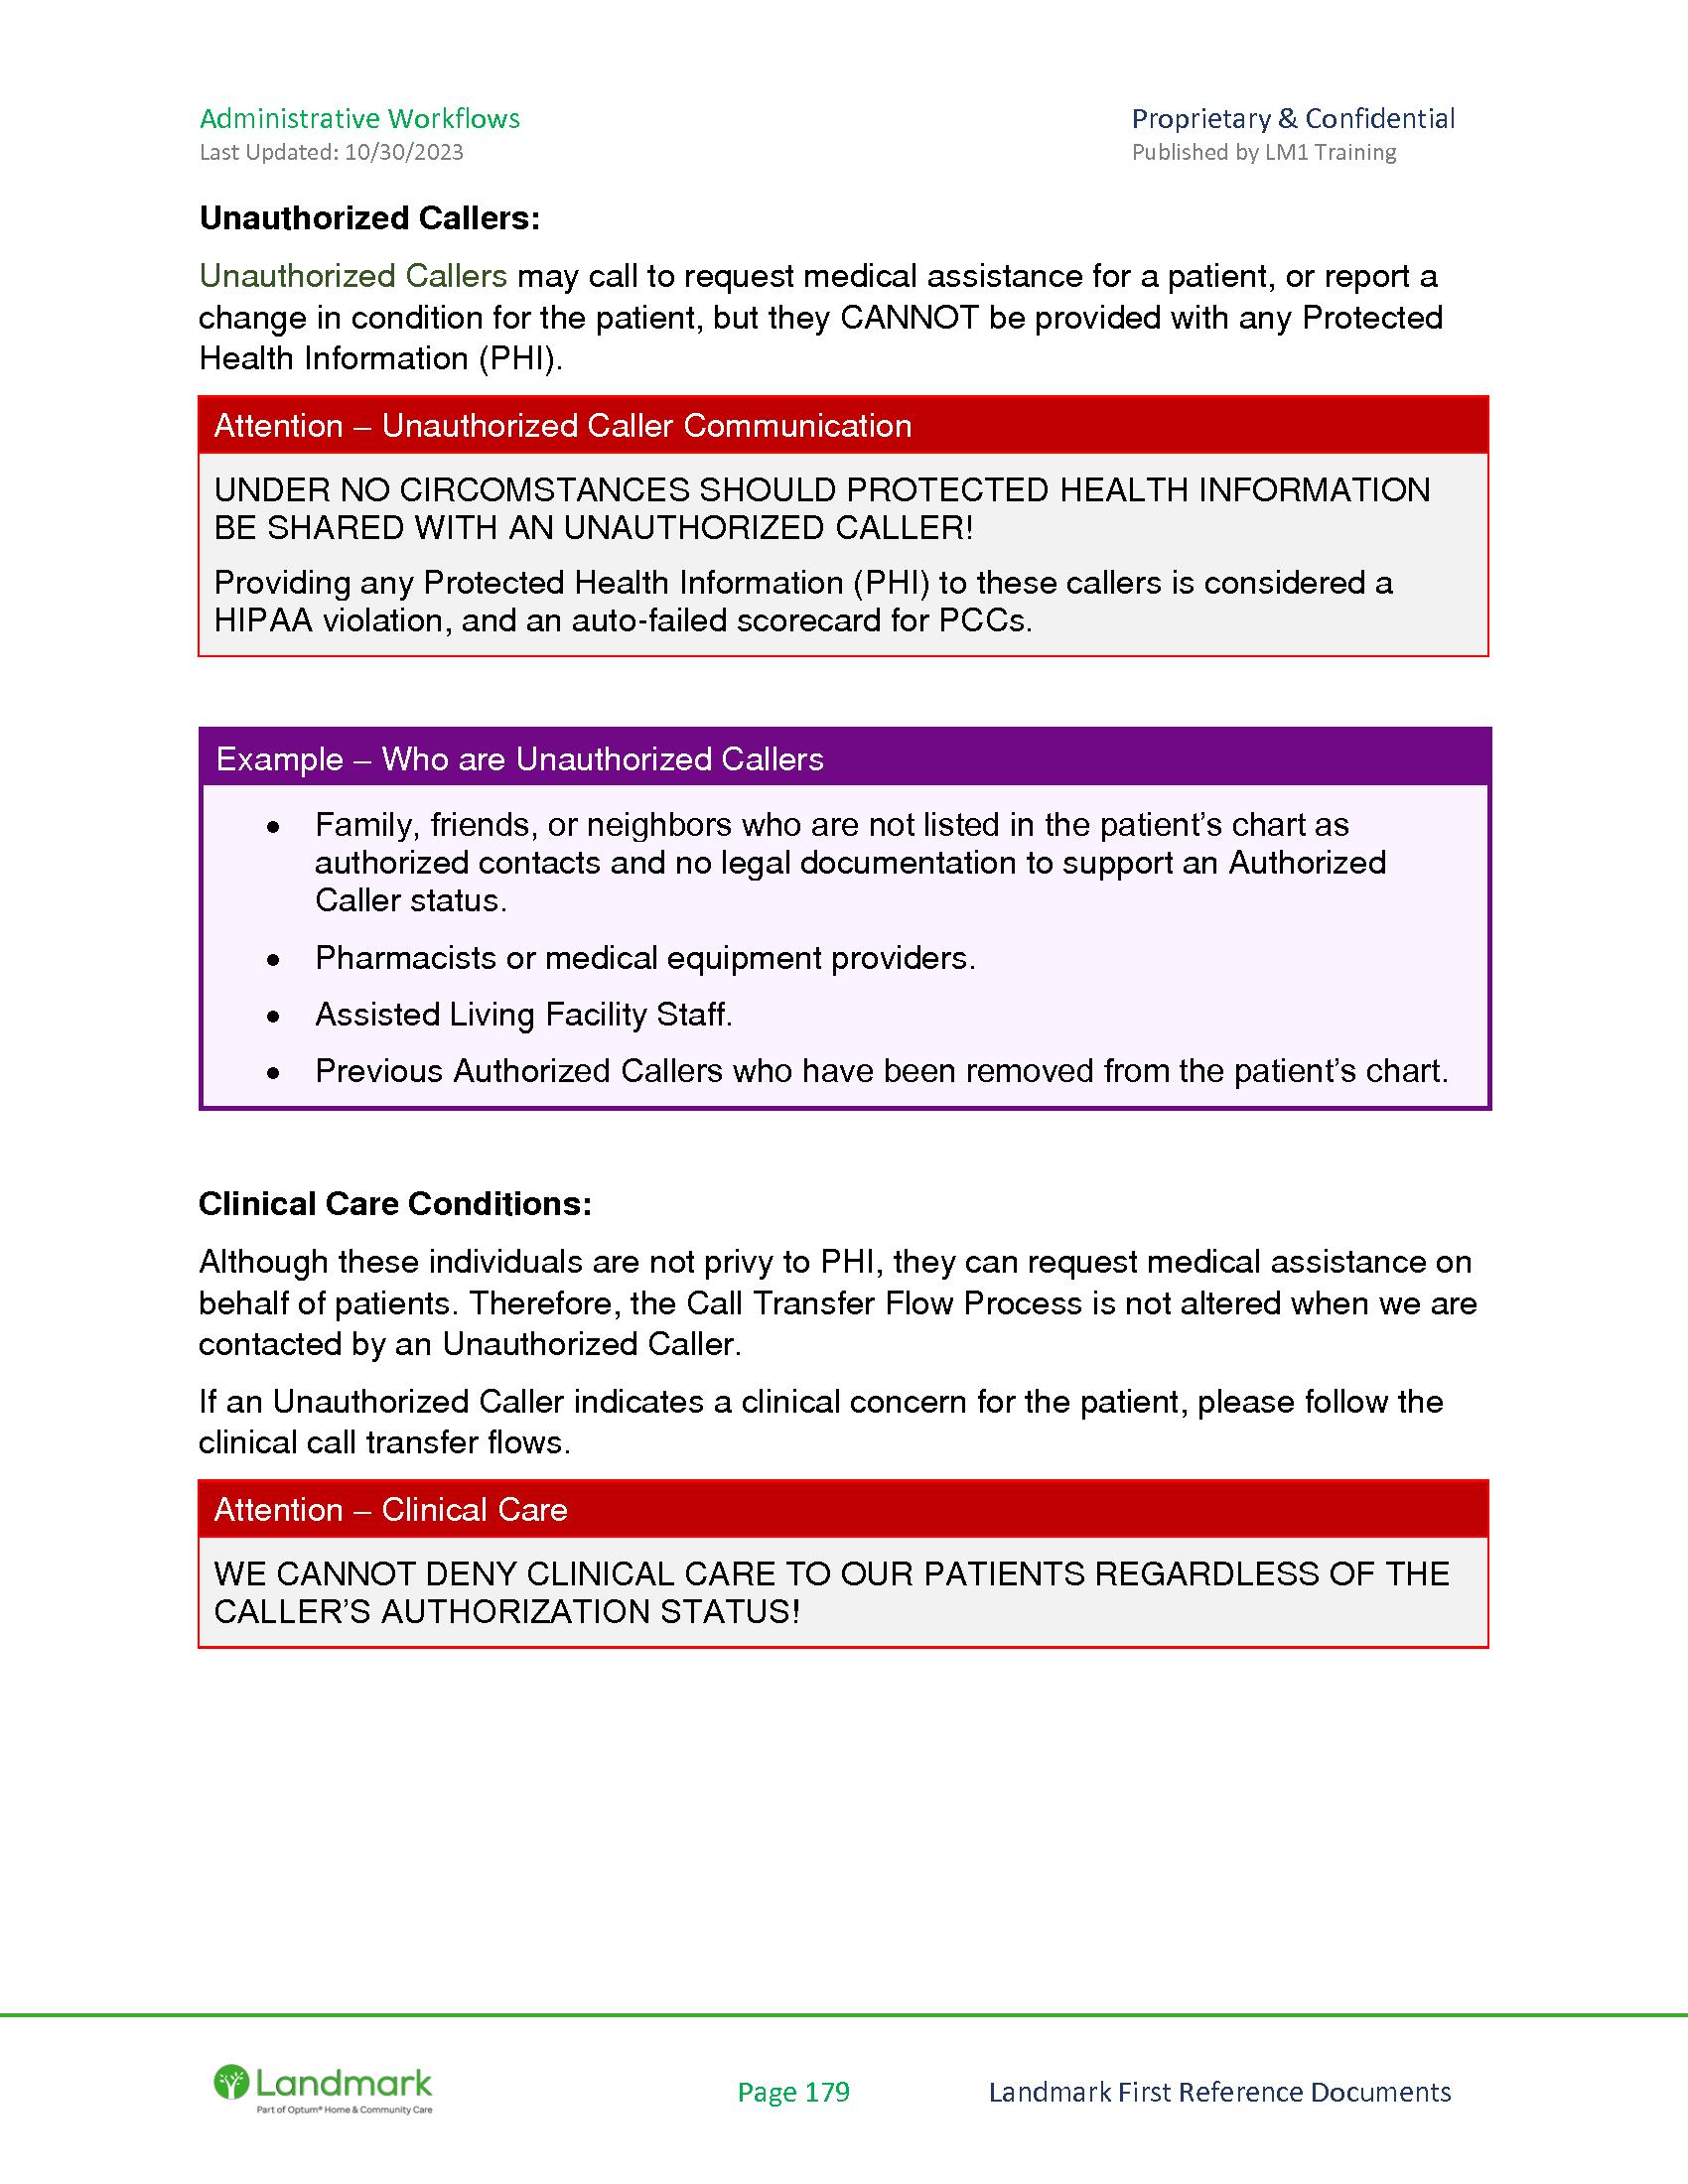 Administrative Workflows
Proprietary & Confidential
Last Updated: 10/30/2023
Published by LM1 Training
Unauthorized Callers:
Unauthorized Callers may call to request medical assistance for a patient, or report a
change in condition for the patient, but they CANNOT be provided with any Protected
Health Information (PHI).
Attention – Unauthorized Caller Communication
UNDER NO CIRCOMSTANCES SHOULD PROTECTED HEALTH INFORMATION
BE SHARED WITH AN UNAUTHORIZED CALLER!
Providing any Protected Health Information (PHI) to these callers is considered a
HIPAA violation, and an auto-failed scorecard for PCCs.
Example – Who are Unauthorized Callers
• Family, friends, or neighbors who are not listed in the patient’s chart as
authorized contacts and no legal documentation to support an Authorized
Caller status.
• Pharmacists or medical equipment providers.
• Assisted Living Facility Staff.
• Previous Authorized Callers who have been removed from the patient’s chart.
Clinical Care Conditions:
Although these individuals are not privy to PHI, they can request medical assistance on
behalf of patients. Therefore, the Call Transfer Flow Process is not altered when we are
contacted by an Unauthorized Caller.
If an Unauthorized Caller indicates a clinical concern for the patient, please follow the
clinical call transfer flows.
Attention – Clinical Care
WE CANNOT DENY CLINICAL CARE TO OUR PATIENTS REGARDLESS OF THE
CALLER’S AUTHORIZATION STATUS!
Landmark
Part of Optum® Home & Community Care
Page 179
Landmark First Reference Documents